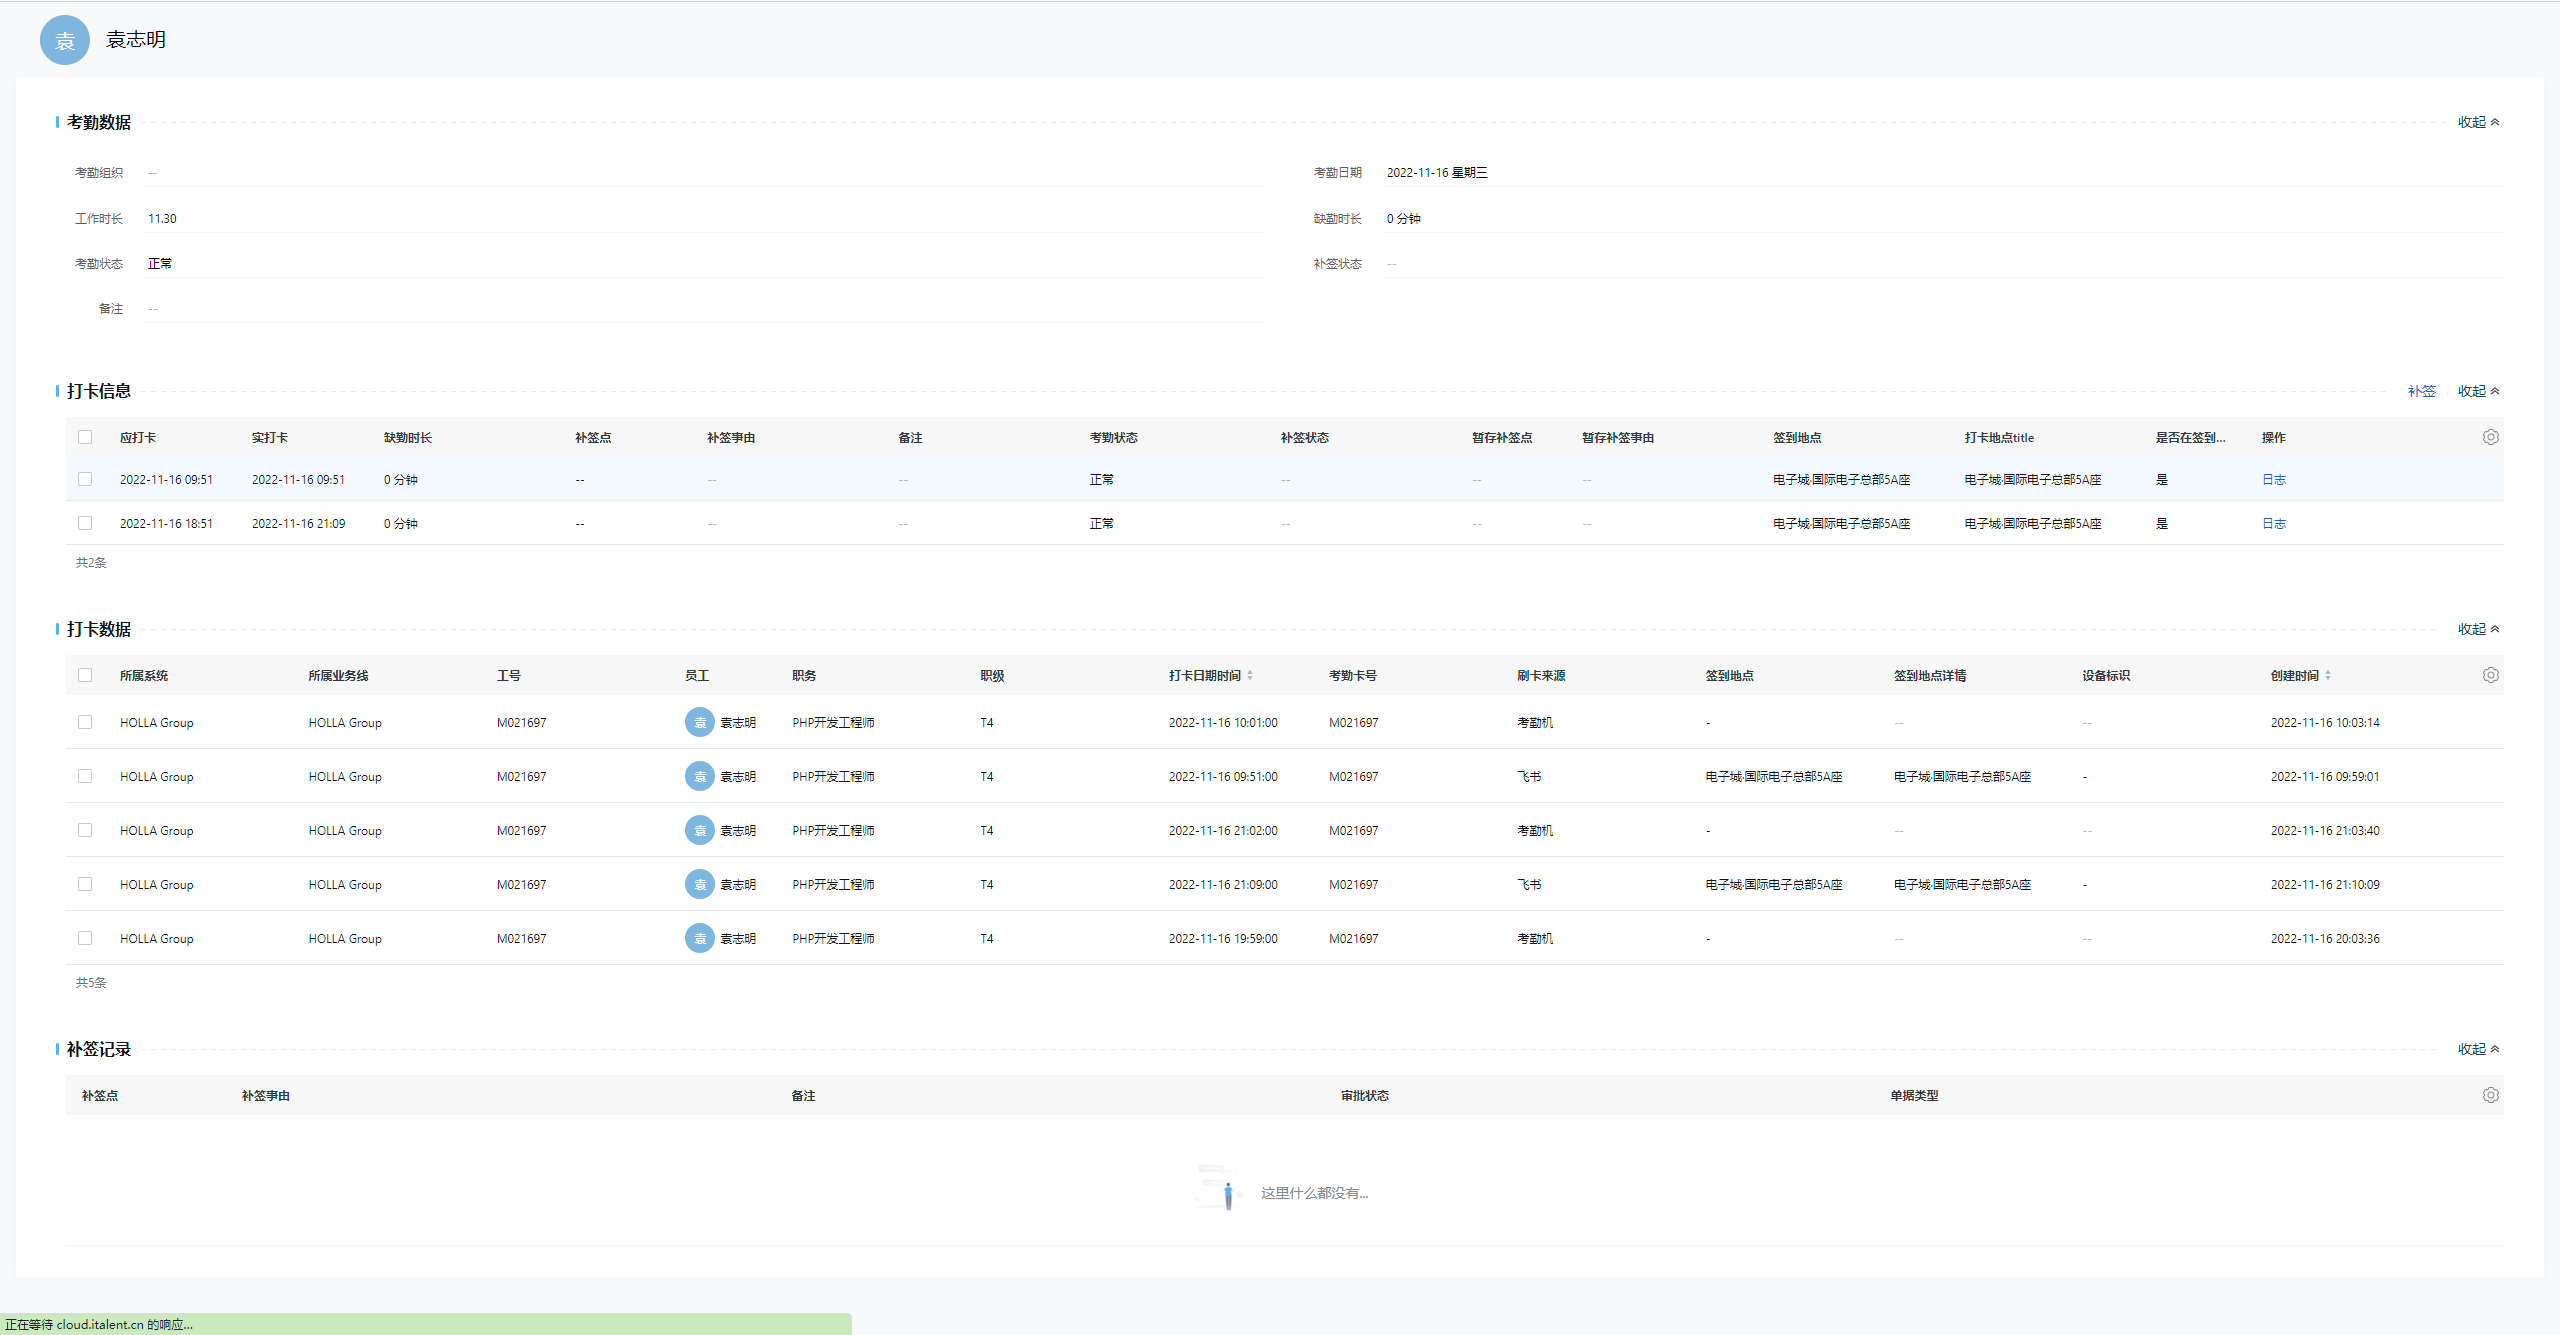 袁 袁志明
考勤数据 收起
考勤组织 -- 考勤日期 2022-11-16 星期三
工作时长 11.30 缺勤时长 0 分钟
考勤状态 正常 补签状态 --
备注 --
打卡信息 补签 收起
应打卡 实打卡 缺勤时长 补签点 补签事由 备注 考勤状态 补签状态 暂存补签点 暂存补签事由 签到地点 打卡地点title 是否在签到... 操作
2022-11-16 09:51 2022-11-16 09:51 0 分钟 -- -- -- 正常 -- -- -- 电子城·国际电子总部5A座 电子城·国际电子总部5A座 是 日志
2022-11-16 18:51 2022-11-16 21:09 0 分钟 -- -- -- 正常 -- -- -- 电子城·国际电子总部5A座 电子城·国际电子总部5A座 是 日志
共2条
打卡数据 收起
所属系统 所属业务线 工号 员工 职务 职级 打卡日期时间 考勤卡号 刷卡来源 签到地点 签到地点详情 设备标识 创建时间
HOLLA Group HOLLA Group M021697 袁 袁志明 PHP开发工程师 T4 2022-11-16 10:01:00 M021697 考勤机 - -- -- 2022-11-16 10:03:14
HOLLA Group HOLLA Group M021697 袁 袁志明 PHP开发工程师 T4 2022-11-16 09:51:00 M021697 飞书 电子城·国际电子总部5A座 电子城·国际电子总部5A座 - 2022-11-16 09:59:01
HOLLA Group HOLLA Group M021697 袁 袁志明 PHP开发工程师 T4 2022-11-16 21:02:00 M021697 考勤机 - -- -- 2022-11-16 21:03:40
HOLLA Group HOLLA Group M021697 袁 袁志明 PHP开发工程师 T4 2022-11-16 21:09:00 M021697 飞书 电子城·国际电子总部5A座 电子城·国际电子总部5A座 - 2022-11-16 21:10:09
HOLLA Group HOLLA Group M021697 袁 袁志明 PHP开发工程师 T4 2022-11-16 19:59:00 M021697 考勤机 - -- -- 2022-11-16 20:03:36
共5条
补签记录 收起
补签点 补签事由 备注 审批状态 单据类型
这里什么都没有...
正在等待 cloud.italent.cn 的响应...